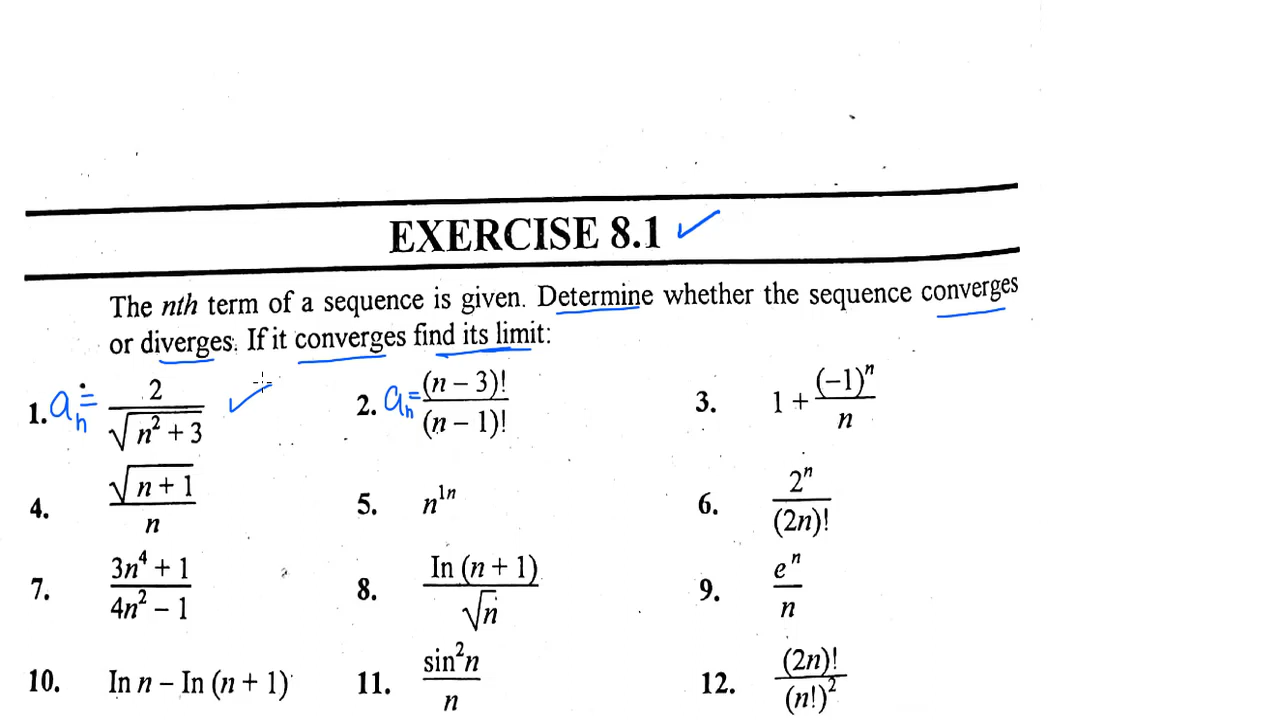 EXERCISE 8.1 ✓
The nth term of a sequence is given. Determine whether the sequence converges
or diverges. If it converges find its limit:
1. aₙ = 2 / √(n² + 3) ✓ 2. aₙ = (n – 3)! / (n – 1)! 3. 1 + (–1)ⁿ / n
4. √(n + 1) / n 5. n^(1n) 6. 2ⁿ / (2n)!
7. (3n⁴ + 1) / (4n² – 1) 8. In (n + 1) / √n 9. eⁿ / n
10. In n – In (n + 1) 11. sin²n / n 12. (2n)! / (n!)²